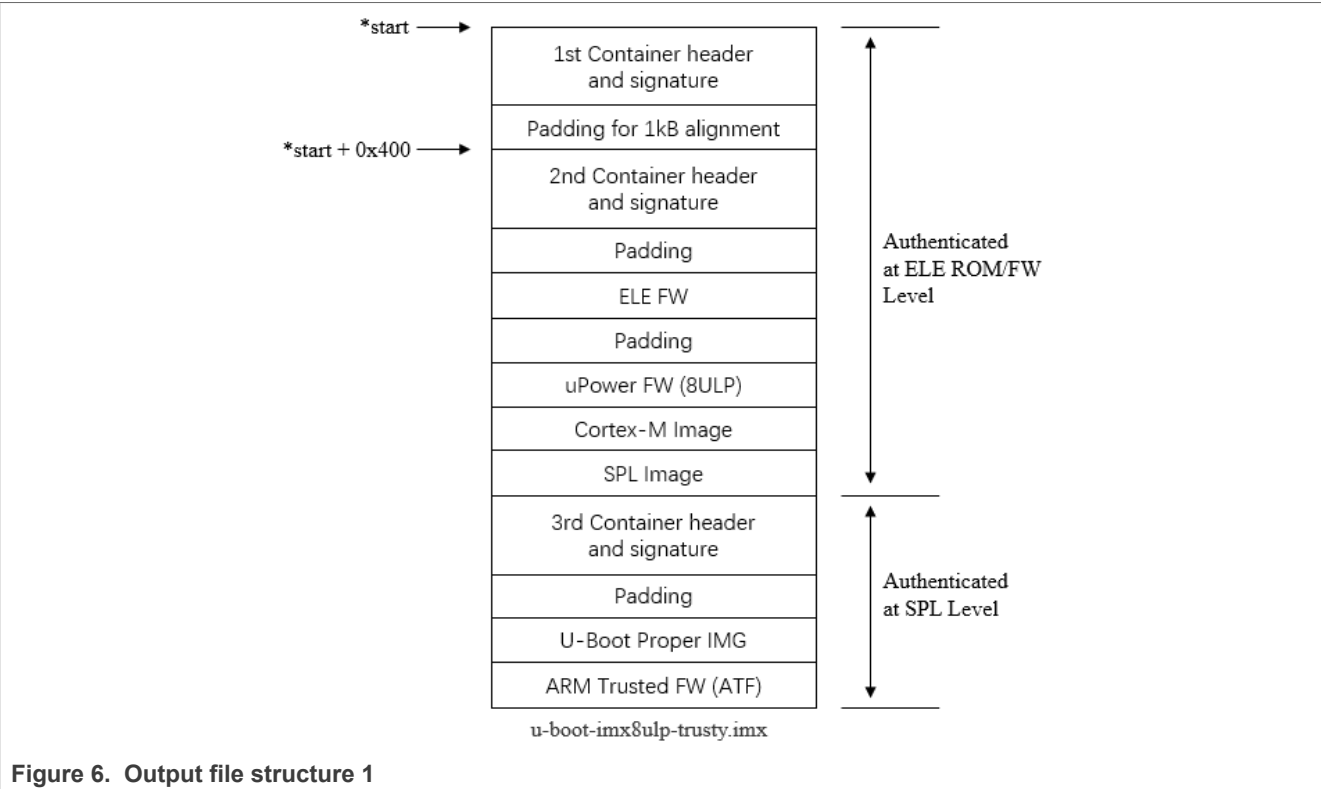 *start
1st Container header
and signature
Padding for 1kB alignment
*start + 0x400
2nd Container header
and signature
Padding
ELE FW
Padding
uPower FW (8ULP)
Cortex-M Image
SPL Image
3rd Container header
and signature
Padding
U-Boot Proper IMG
ARM Trusted FW (ATF)
Authenticated
at ELE ROM/FW
Level
Authenticated
at SPL Level
u-boot-imx8ulp-trusty.imx
Figure 6. Output file structure 1